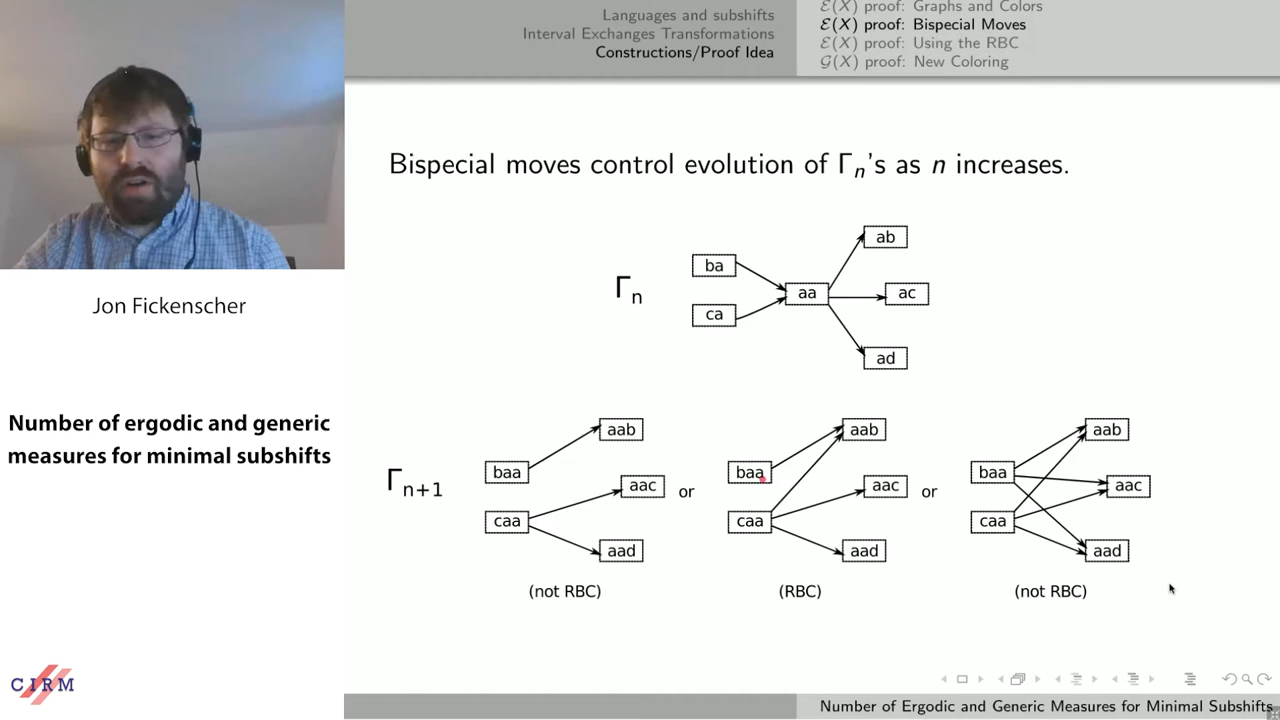 Languages and subshifts
Interval Exchanges Transformations
Constructions/Proof Idea
ℰ(X) proof: Graphs and Colors
ℰ(X) proof: Bispecial Moves
ℰ(X) proof: Using the RBC
𝒢(X) proof: New Coloring
Bispecial moves control evolution of Γₙ's as n increases.
Γₙ
ba
ca
aa
ab
ac
ad
Γₙ₊₁
baa
caa
aab
aac
aad
(not RBC)
or
baa
caa
aab
aac
aad
(RBC)
or
baa
caa
aab
aac
aad
(not RBC)
Jon Fickenscher
Number of ergodic and generic
measures for minimal subshifts
CIRM
Number of Ergodic and Generic Measures for Minimal Subshifts